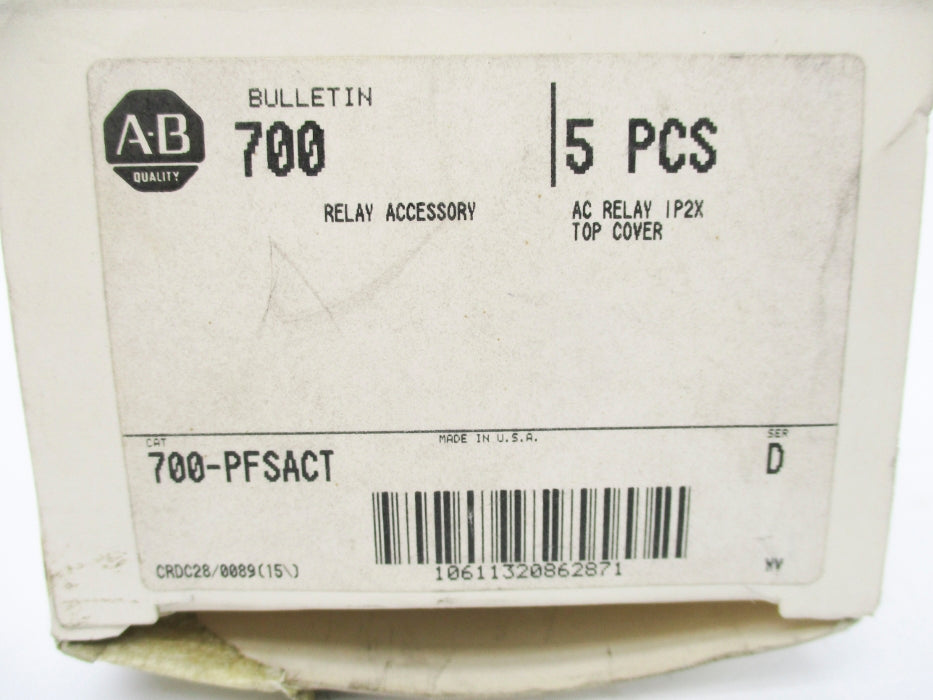 A·B
QUALITY
BULLETIN
700
5 PCS
RELAY ACCESSORY
AC RELAY IP2X
TOP COVER
CAT
MADE IN U.S.A.
SER
700-PFSACT
D
CRDC28/0089(15\)
10611320862871